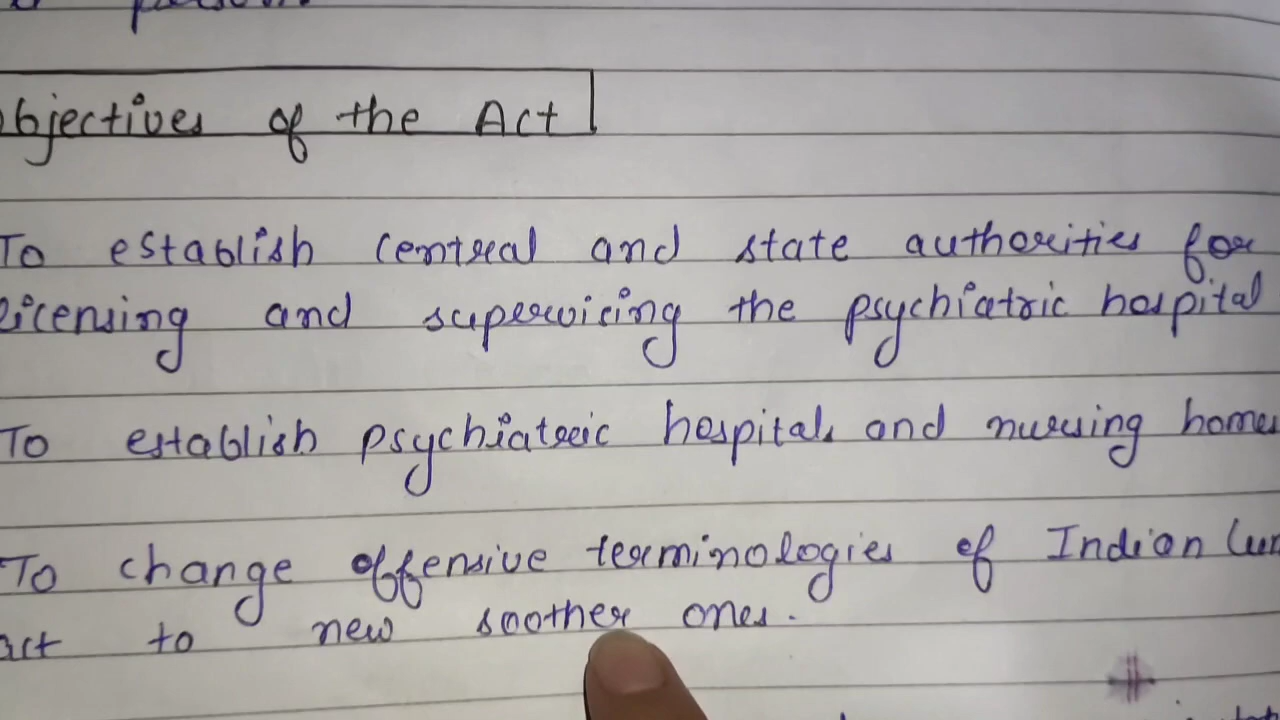 bjectives of the Act
To establish Central and state authorities for
licensing and supervising the psychiatric hospital
To establish psychiatric hospitals and nursing homes
To change offensive terminologies of Indian Lun
act to new soother ones.